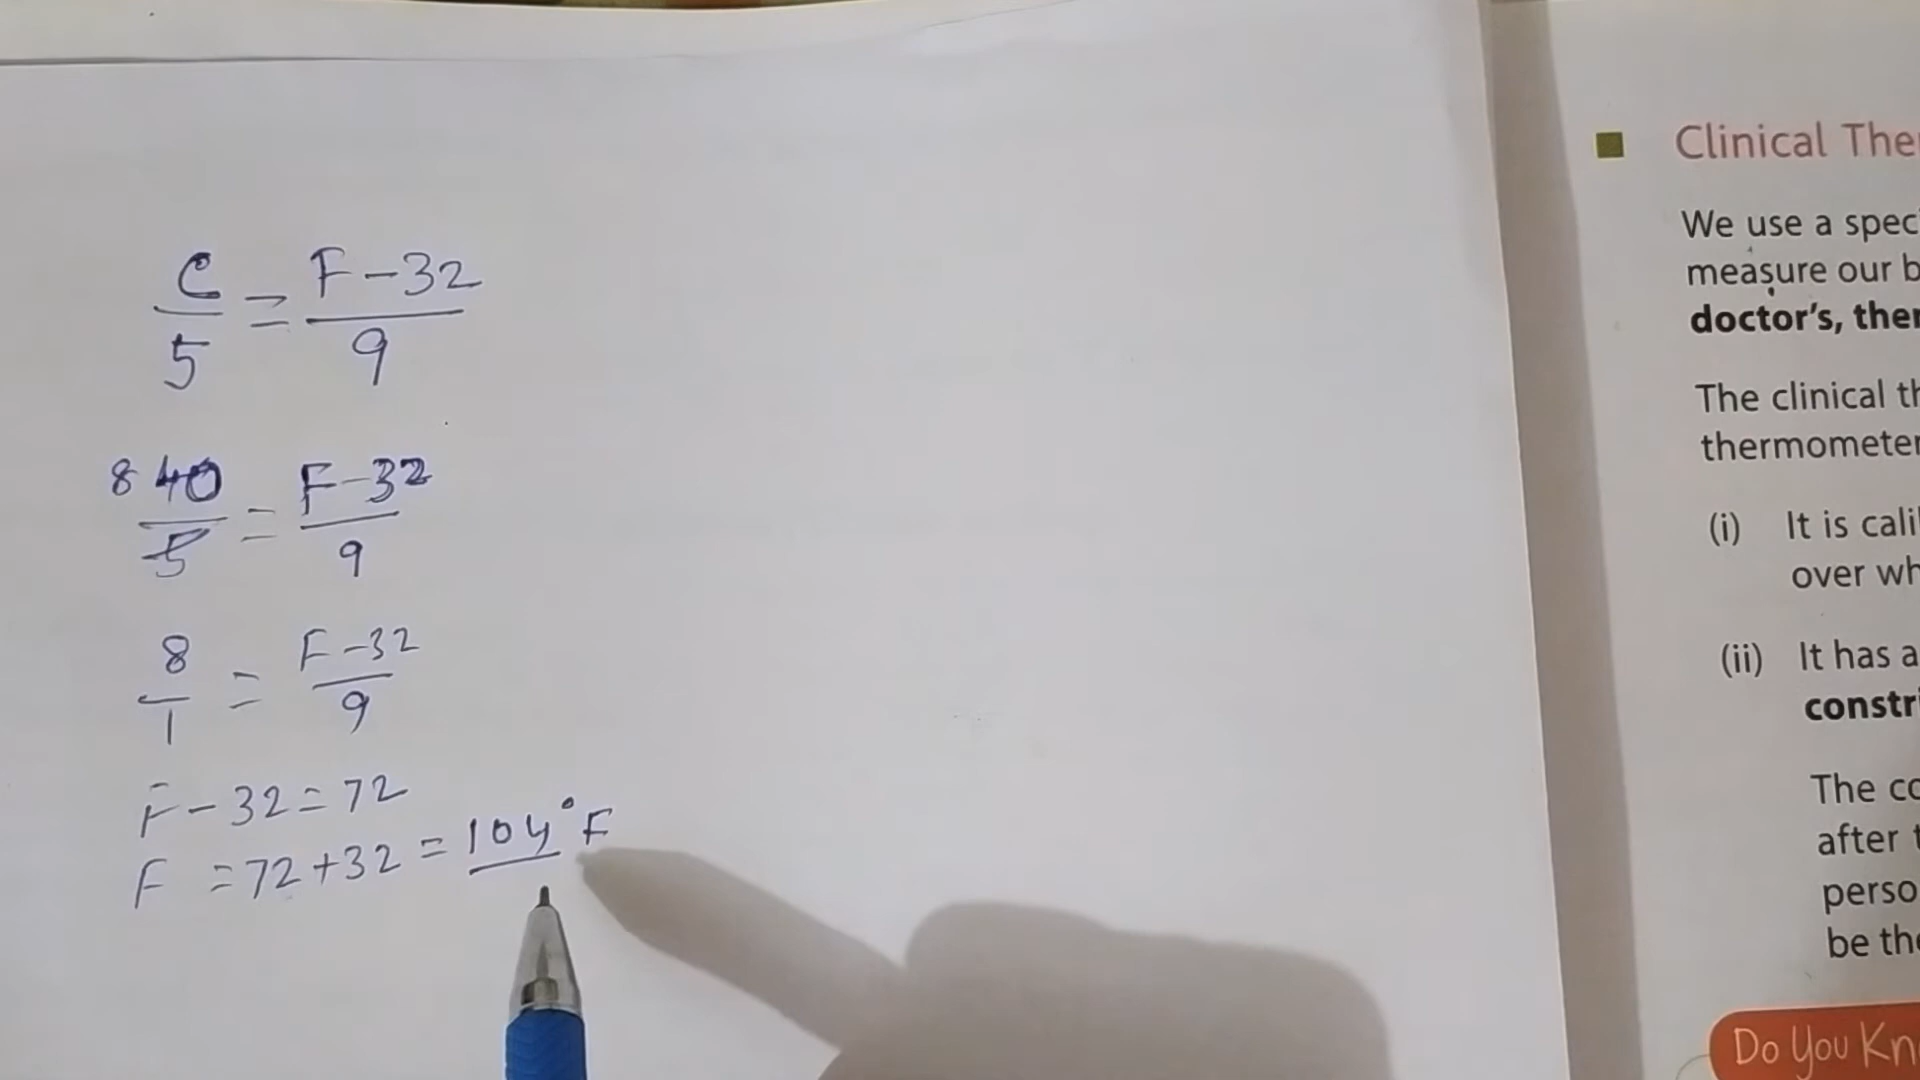 C/5 = F-32/9
8 40/5 = F-32/9
8/1 = F-32/9
F-32=72
F =72+32=104°F
Clinical The
We use a spec
measure our b
doctor's, ther
The clinical th
thermometer
(i) It is cali
over wh
(ii) It has a
constri
The co
after t
perso
be the
Do You Kn